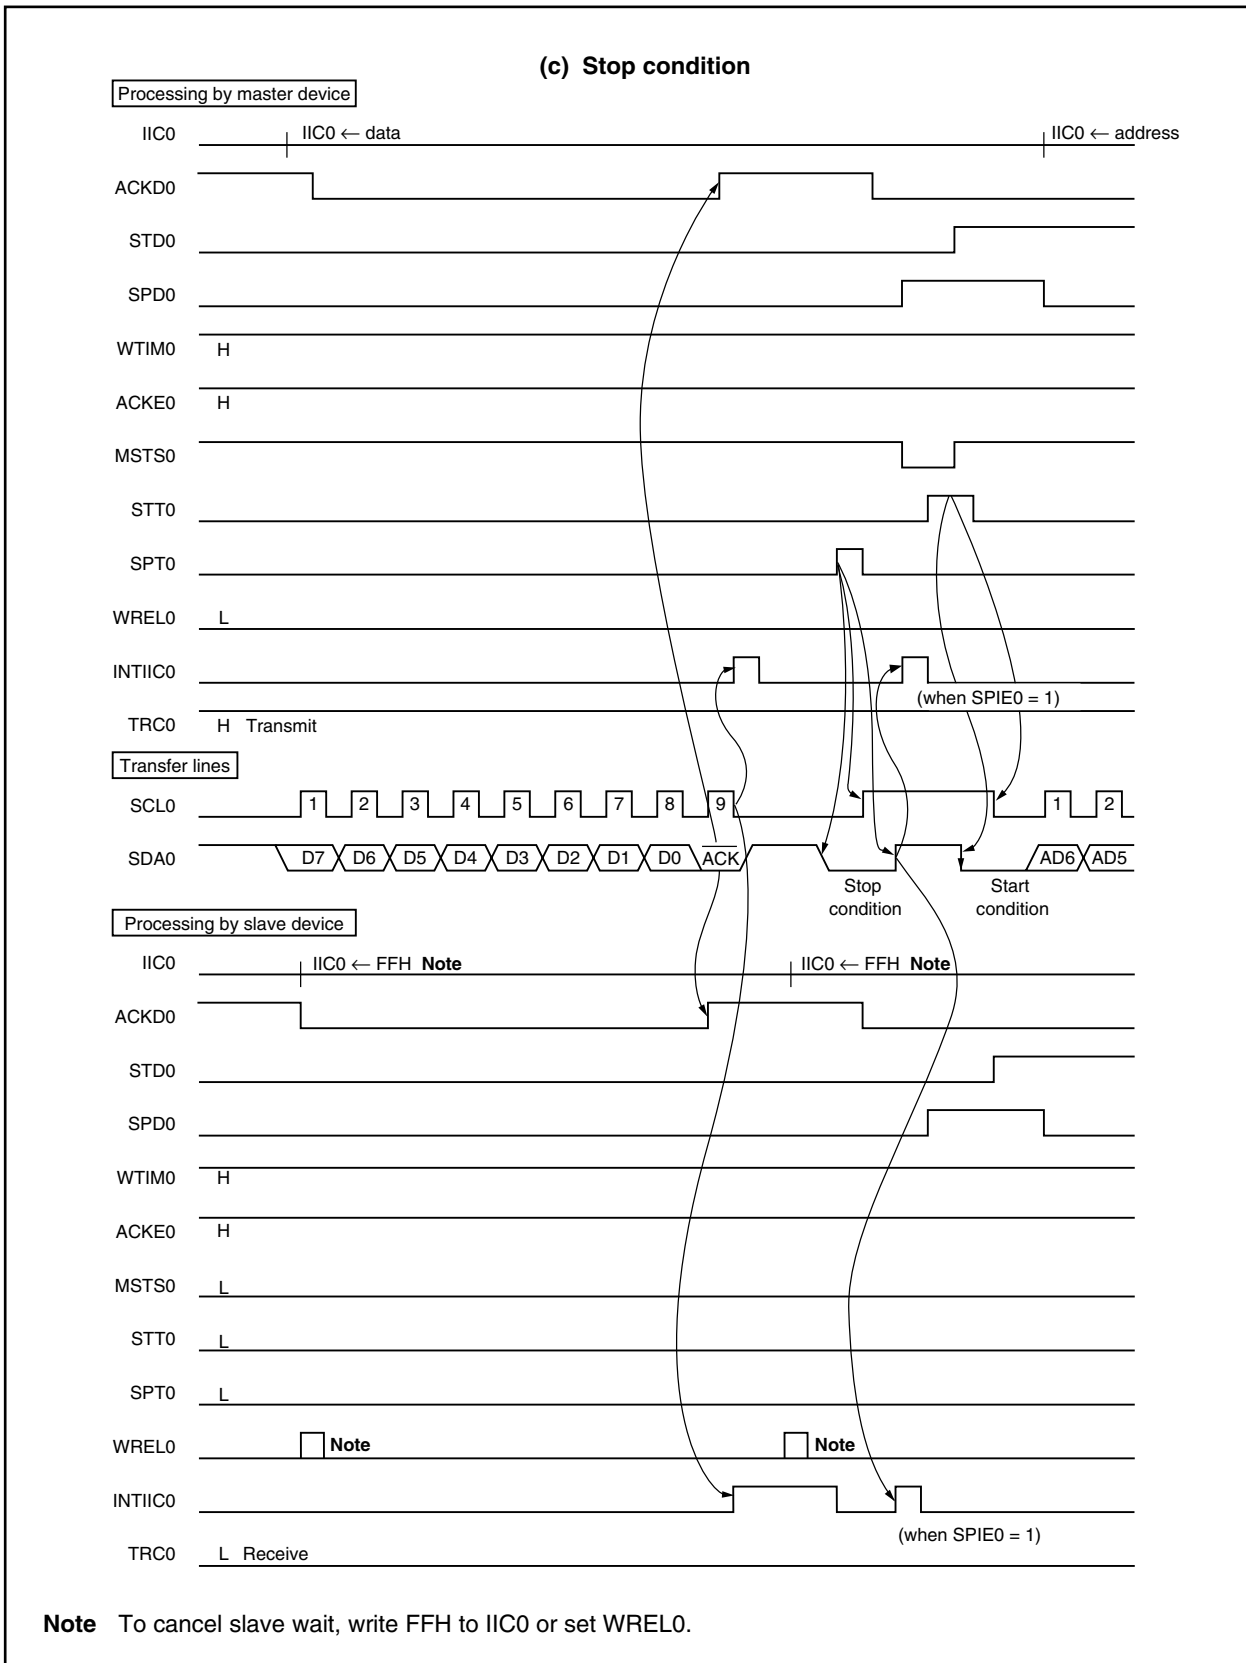 (c) Stop condition
Processing by master device
IIC0 IIC0 ← data IIC0 ← address
ACKD0
STD0
SPD0
WTIM0 H
ACKE0 H
MSTS0
STT0
SPT0
WREL0 L
INTIIC0
(when SPIE0 = 1)
TRC0 H Transmit
Transfer lines
SCL0 1 2 3 4 5 6 7 8 9 1 2
SDA0 D7 D6 D5 D4 D3 D2 D1 D0 A̅C̅K̅ AD6 AD5
Stop condition
Start condition
Processing by slave device
IIC0 IIC0 ← FFH Note IIC0 ← FFH Note
ACKD0
STD0
SPD0
WTIM0 H
ACKE0 H
MSTS0 L
STT0 L
SPT0 L
WREL0 Note Note
INTIIC0
(when SPIE0 = 1)
TRC0 L Receive
Note To cancel slave wait, write FFH to IIC0 or set WREL0.